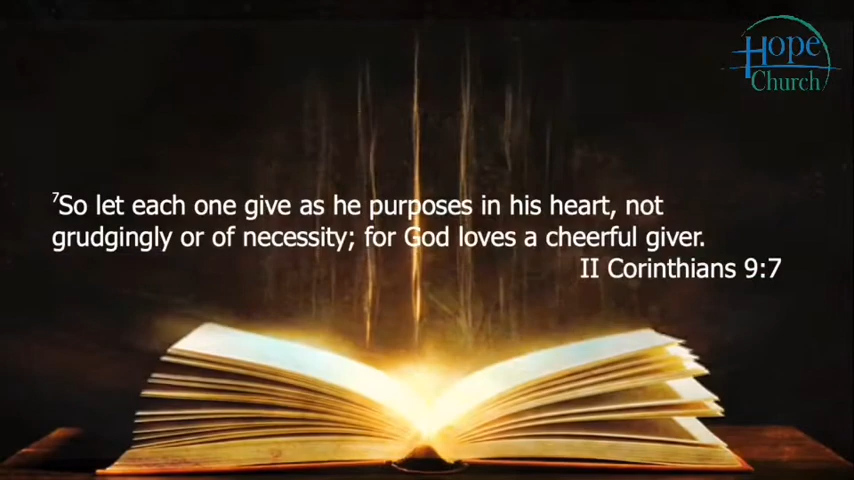 Hope
Church
⁷So let each one give as he purposes in his heart, not
grudgingly or of necessity; for God loves a cheerful giver.
II Corinthians 9:7